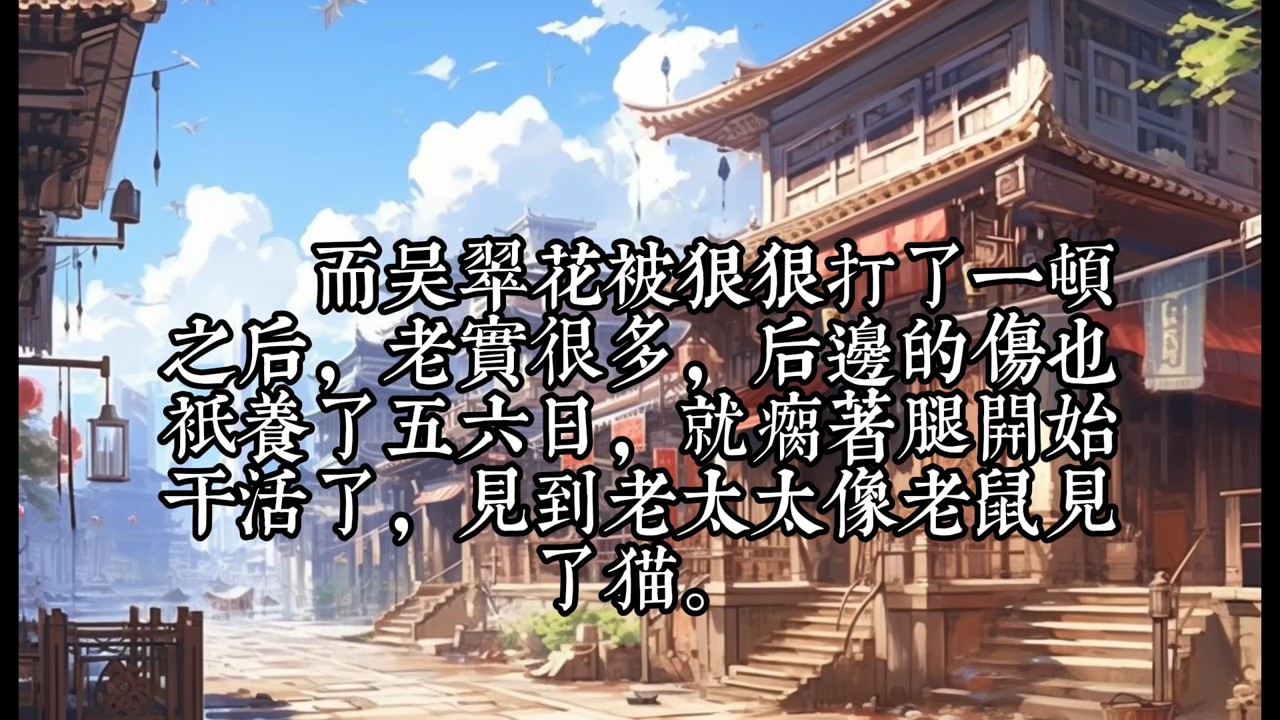 而吴翠花被狠狠打了一頓
之后，老實很多，后邊的傷也
祇養了五六日，就瘸著腿開始
干活了，見到老太太像老鼠見
了猫。